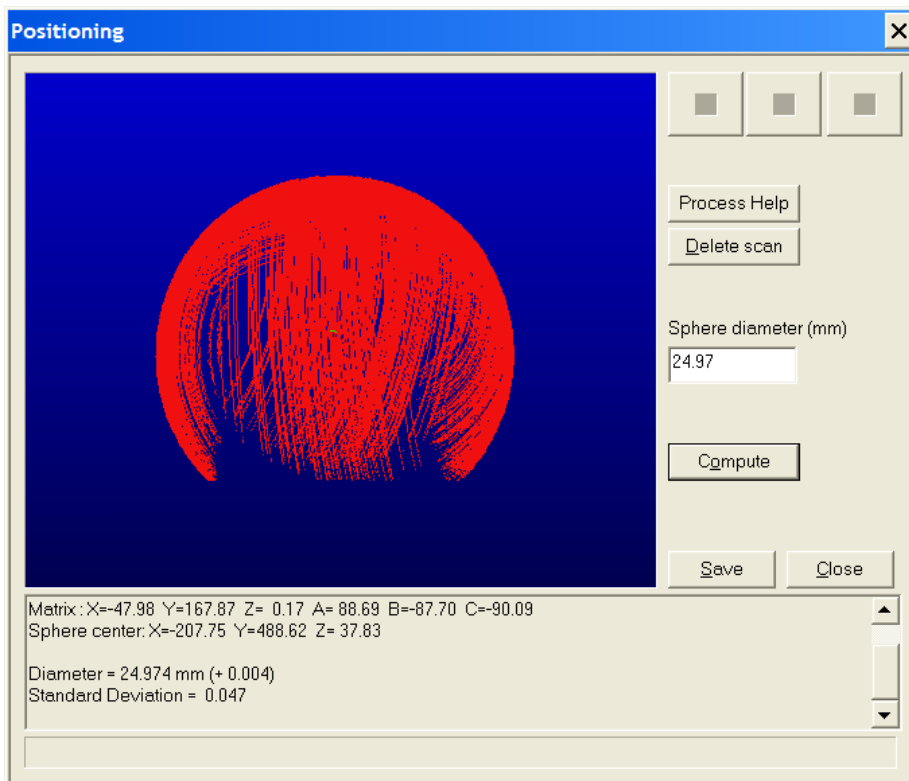 Positioning
Process Help
Delete scan
Sphere diameter (mm)
24.97
Compute
Save
Close
Matrix : X=-47.98 Y=167.87 Z= 0.17 A= 88.69 B=-87.70 C=-90.09
Sphere center: X=-207.75 Y=488.62 Z= 37.83
Diameter = 24.974 mm (+ 0.004)
Standard Deviation = 0.047